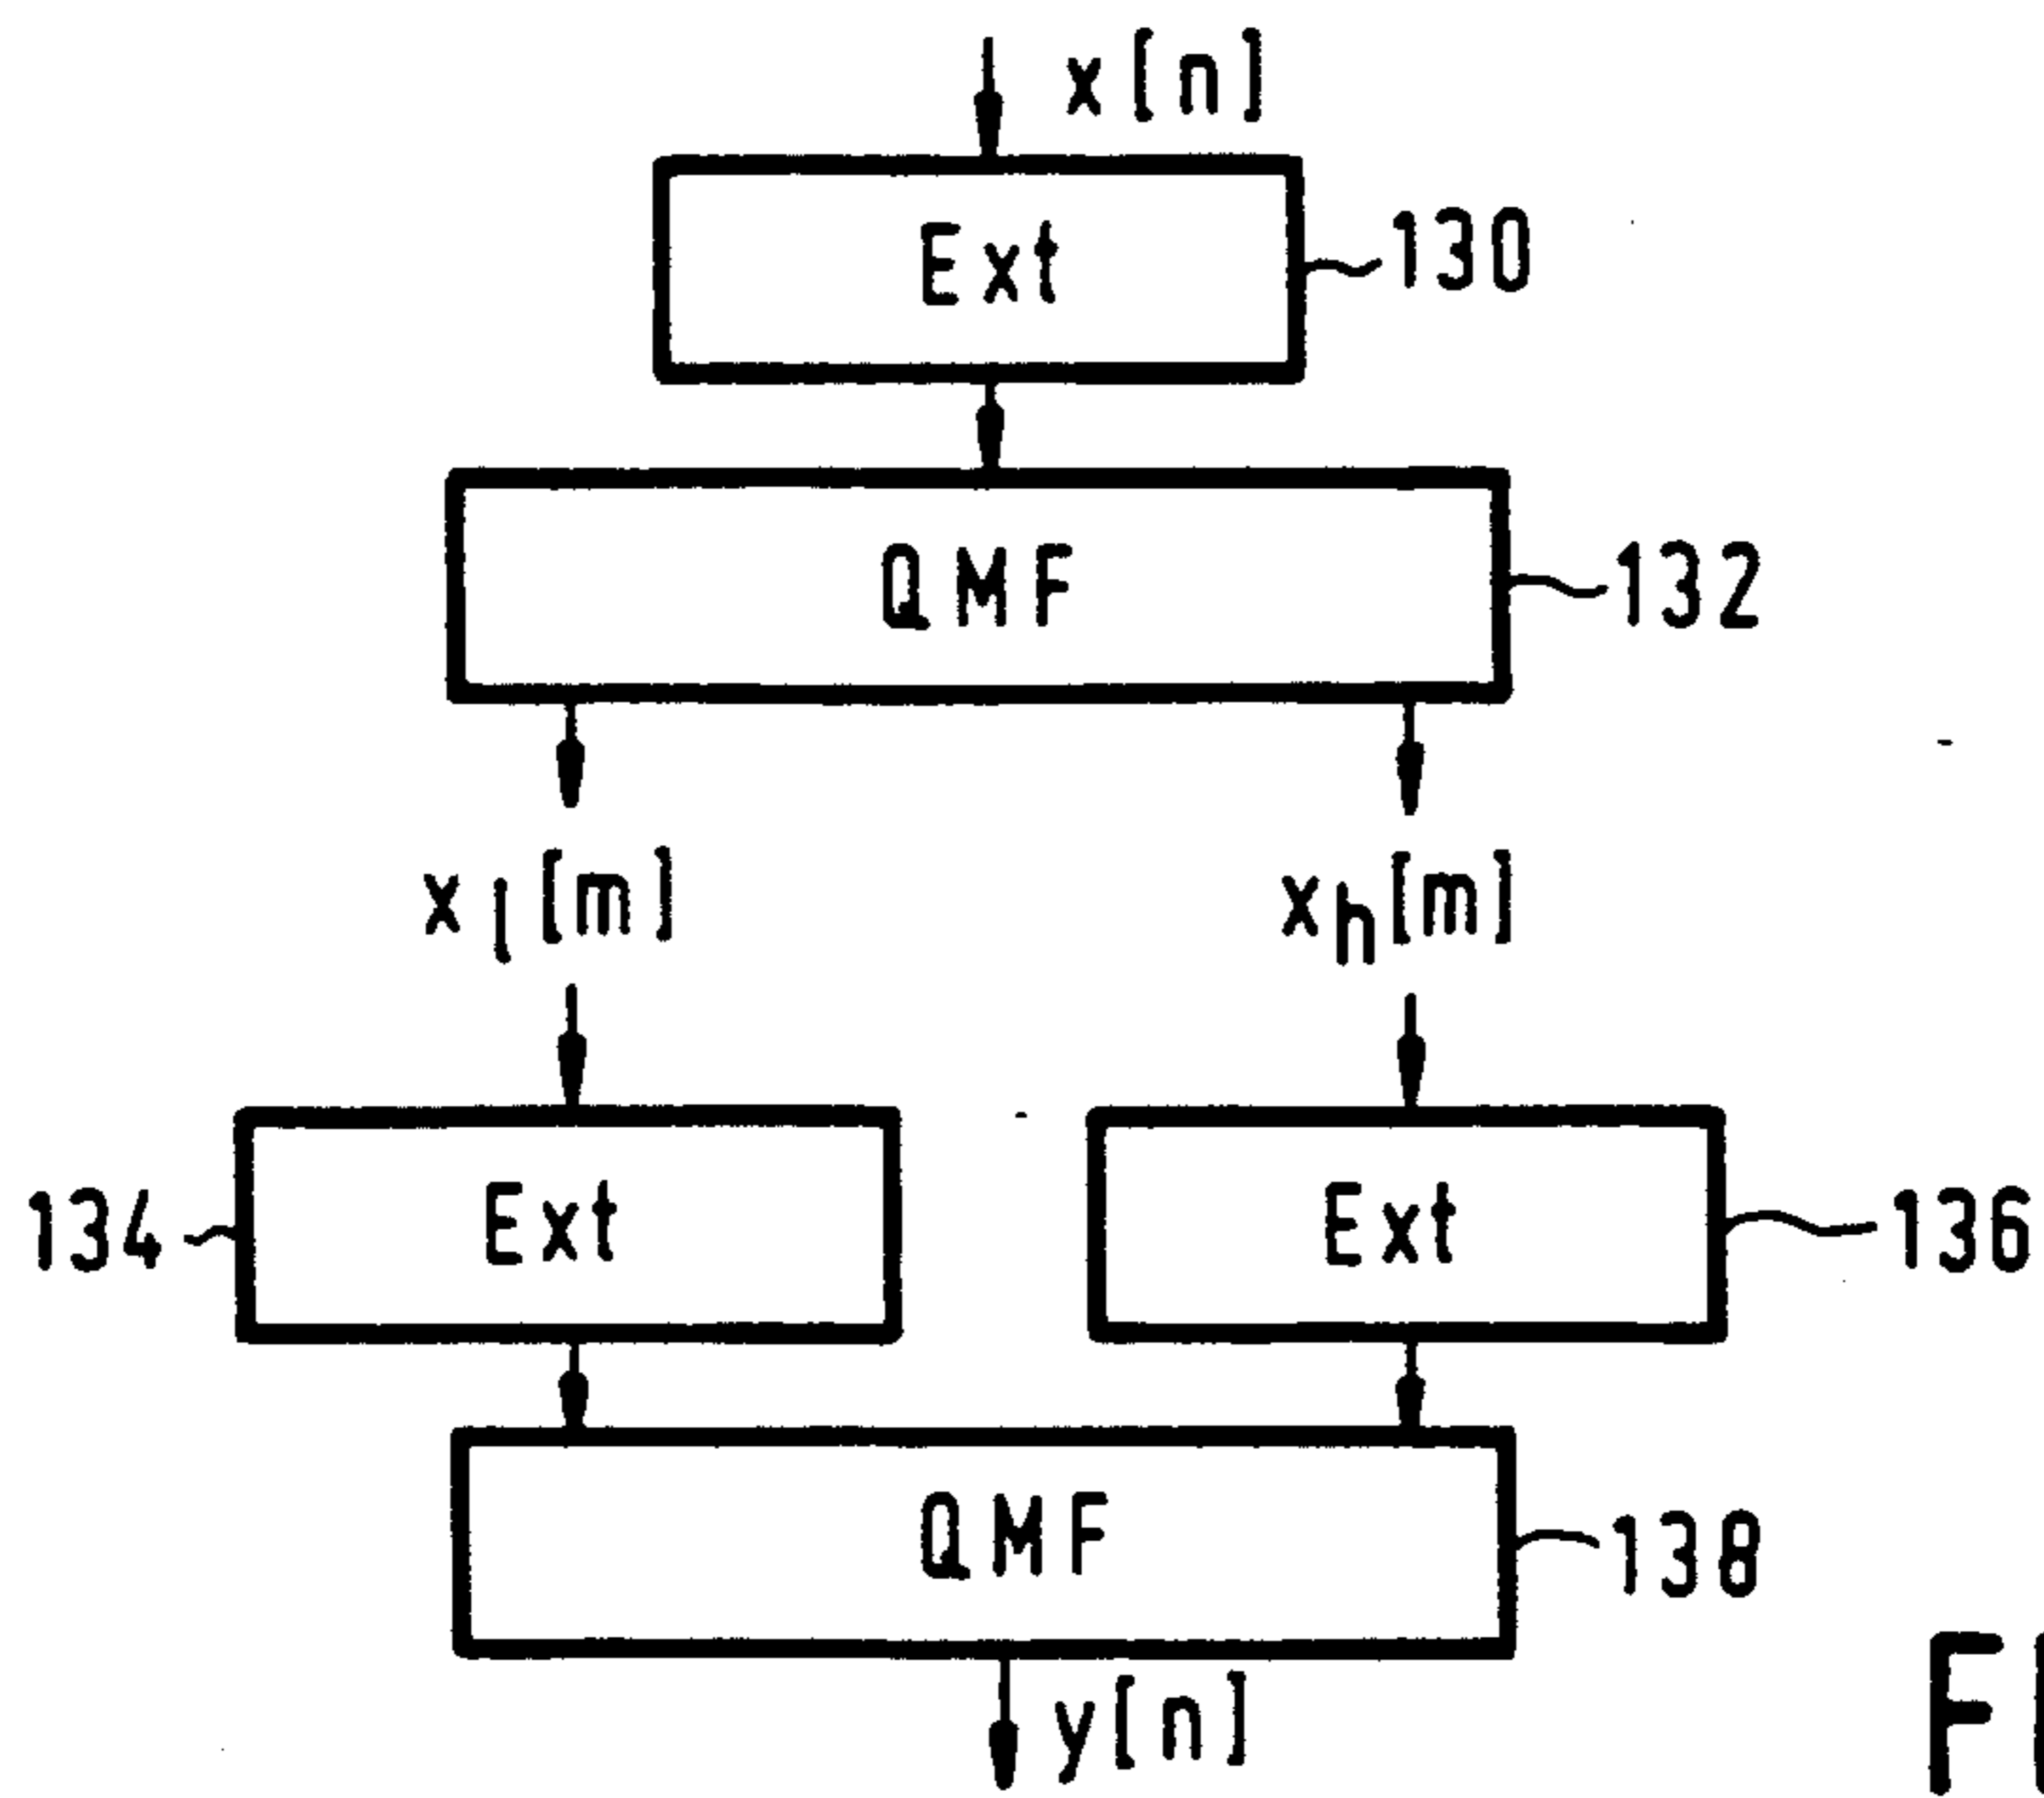 x[n]
Ext
130
QMF
132
x_l[m]
x_h[m]
134
Ext
Ext
136
QMF
138
y[n]